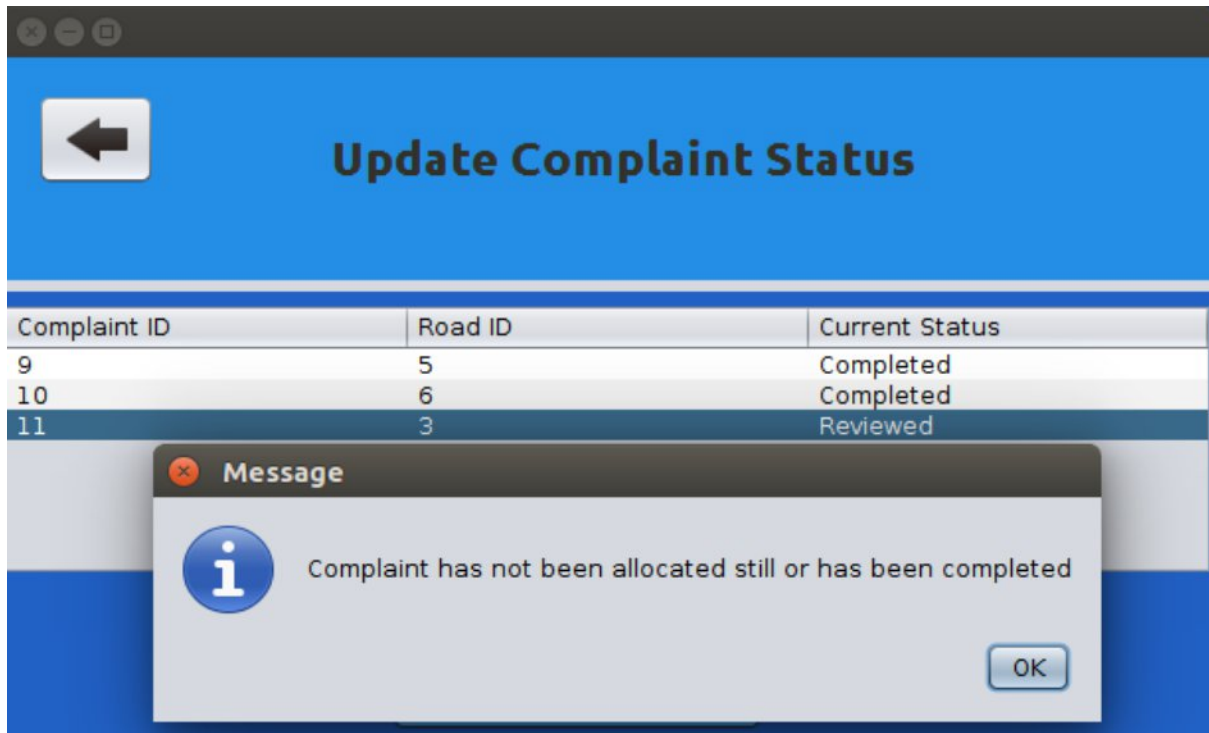 Update Complaint Status
Complaint ID Road ID Current Status
9 5 Completed
10 6 Completed
11 3 Reviewed
Message
Complaint has not been allocated still or has been completed
OK